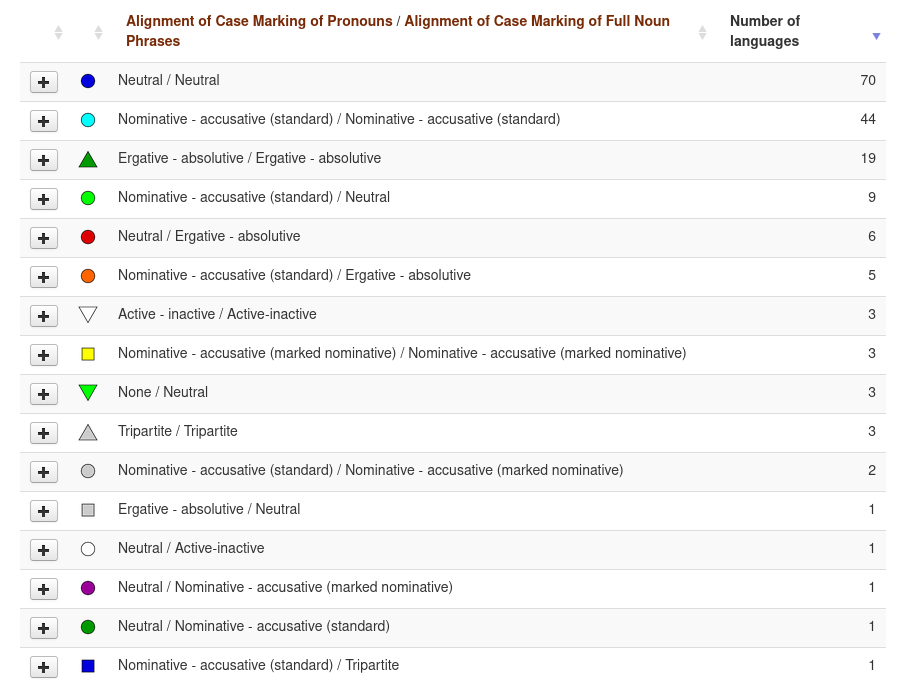 Alignment of Case Marking of Pronouns / Alignment of Case Marking of Full Noun Phrases Number of languages
Neutral / Neutral 70
Nominative - accusative (standard) / Nominative - accusative (standard) 44
Ergative - absolutive / Ergative - absolutive 19
Nominative - accusative (standard) / Neutral 9
Neutral / Ergative - absolutive 6
Nominative - accusative (standard) / Ergative - absolutive 5
Active - inactive / Active-inactive 3
Nominative - accusative (marked nominative) / Nominative - accusative (marked nominative) 3
None / Neutral 3
Tripartite / Tripartite 3
Nominative - accusative (standard) / Nominative - accusative (marked nominative) 2
Ergative - absolutive / Neutral 1
Neutral / Active-inactive 1
Neutral / Nominative - accusative (marked nominative) 1
Neutral / Nominative - accusative (standard) 1
Nominative - accusative (standard) / Tripartite 1